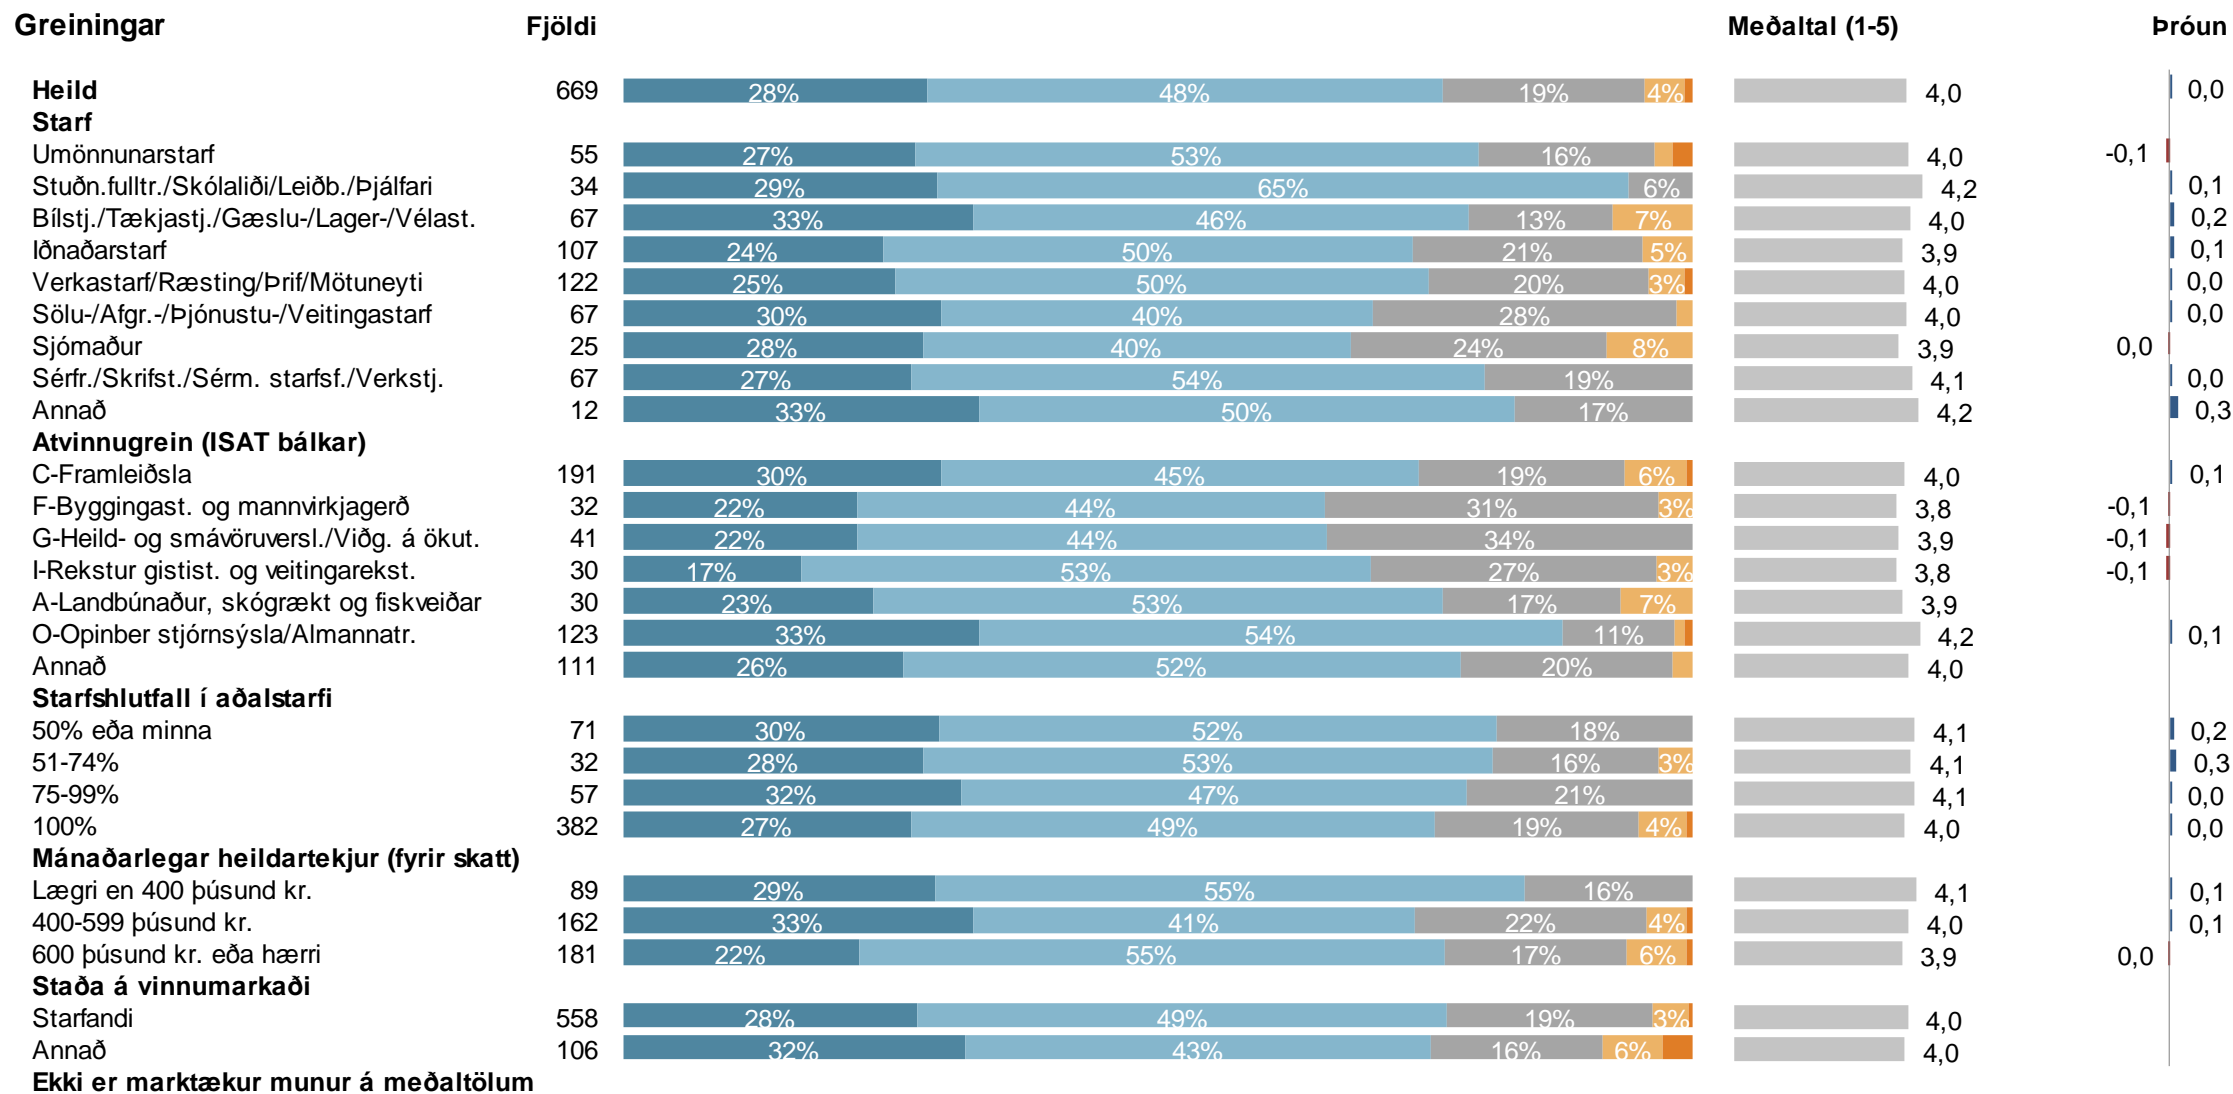 Greiningar Fjöldi Meðaltal (1-5) Þróun
Heild 669 28% 48% 19% 4% 4,0 0,0
Starf
Umönnunarstarf 55 27% 53% 16% 4,0 -0,1
Stuðn.fulltr./Skólaliði/Leiðb./Þjálfari 34 29% 65% 6% 4,2 0,1
Bílstj./Tækjastj./Gæslu-/Lager-/Vélast. 67 33% 46% 13% 7% 4,0 0,2
Iðnaðarstarf 107 24% 50% 21% 5% 3,9 0,1
Verkastarf/Ræsting/Þrif/Mötuneyti 122 25% 50% 20% 3% 4,0 0,0
Sölu-/Afgr.-/Þjónustu-/Veitingastarf 67 30% 40% 28% 4,0 0,0
Sjómaður 25 28% 40% 24% 8% 3,9 0,0
Sérfr./Skrifst./Sérm. starfsf./Verkstj. 67 27% 54% 19% 4,1 0,0
Annað 12 33% 50% 17% 4,2 0,3
Atvinnugrein (ISAT bálkar)
C-Framleiðsla 191 30% 45% 19% 6% 4,0 0,1
F-Byggingast. og mannvirkjagerð 32 22% 44% 31% 3% 3,8 -0,1
G-Heild- og smávöruversl./Viðg. á ökut. 41 22% 44% 34% 3,9 -0,1
I-Rekstur gistist. og veitingarekst. 30 17% 53% 27% 3% 3,8 -0,1
A-Landbúnaður, skógrækt og fiskveiðar 30 23% 53% 17% 7% 3,9
O-Opinber stjórnsýsla/Almannatr. 123 33% 54% 11% 4,2 0,1
Annað 111 26% 52% 20% 4,0
Starfshlutfall í aðalstarfi
50% eða minna 71 30% 52% 18% 4,1 0,2
51-74% 32 28% 53% 16% 3% 4,1 0,3
75-99% 57 32% 47% 21% 4,1 0,0
100% 382 27% 49% 19% 4% 4,0 0,0
Mánaðarlegar heildartekjur (fyrir skatt)
Lægri en 400 þúsund kr. 89 29% 55% 16% 4,1 0,1
400-599 þúsund kr. 162 33% 41% 22% 4% 4,0 0,1
600 þúsund kr. eða hærri 181 22% 55% 17% 6% 3,9 0,0
Staða á vinnumarkaði
Starfandi 558 28% 49% 19% 3% 4,0
Annað 106 32% 43% 16% 6% 4,0
Ekki er marktækur munur á meðaltölum